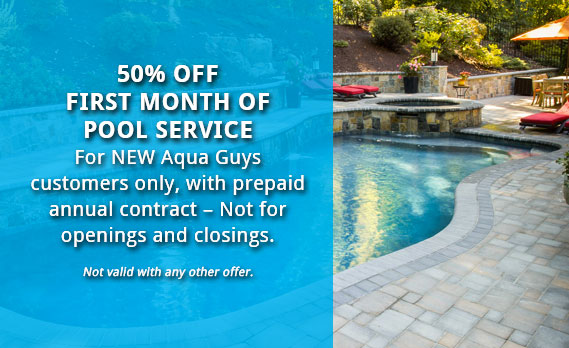 50% OFF
FIRST MONTH OF
POOL SERVICE
For NEW Aqua Guys
customers only, with prepaid
annual contract – Not for
openings and closings.
Not valid with any other offer.